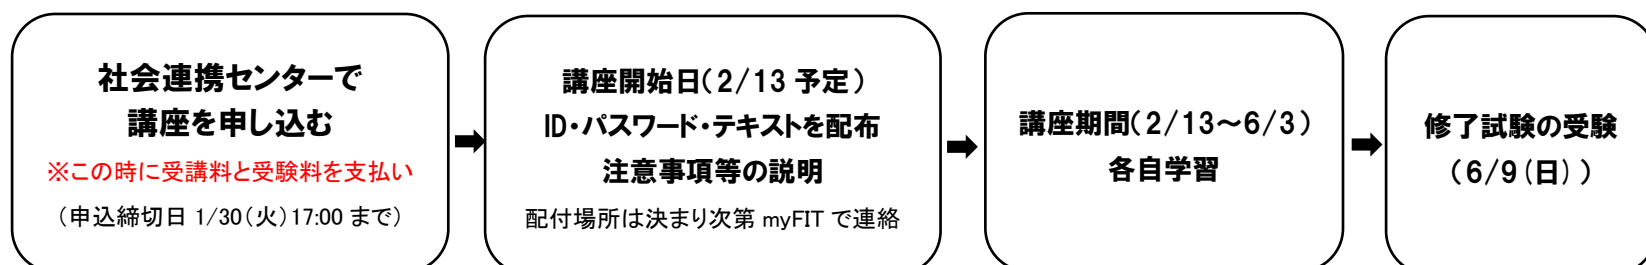 社会連携センターで
講座を申し込む
※この時に受講料と受験料を支払い
(申込締切日 1/30(火)17:00 まで)
講座開始日(2/13 予定)
ID・パスワード・テキストを配布
注意事項等の説明
配付場所は決まり次第 myFIT で連絡
講座期間(2/13～6/3)
各自学習
修了試験の受験
(6/9(日))